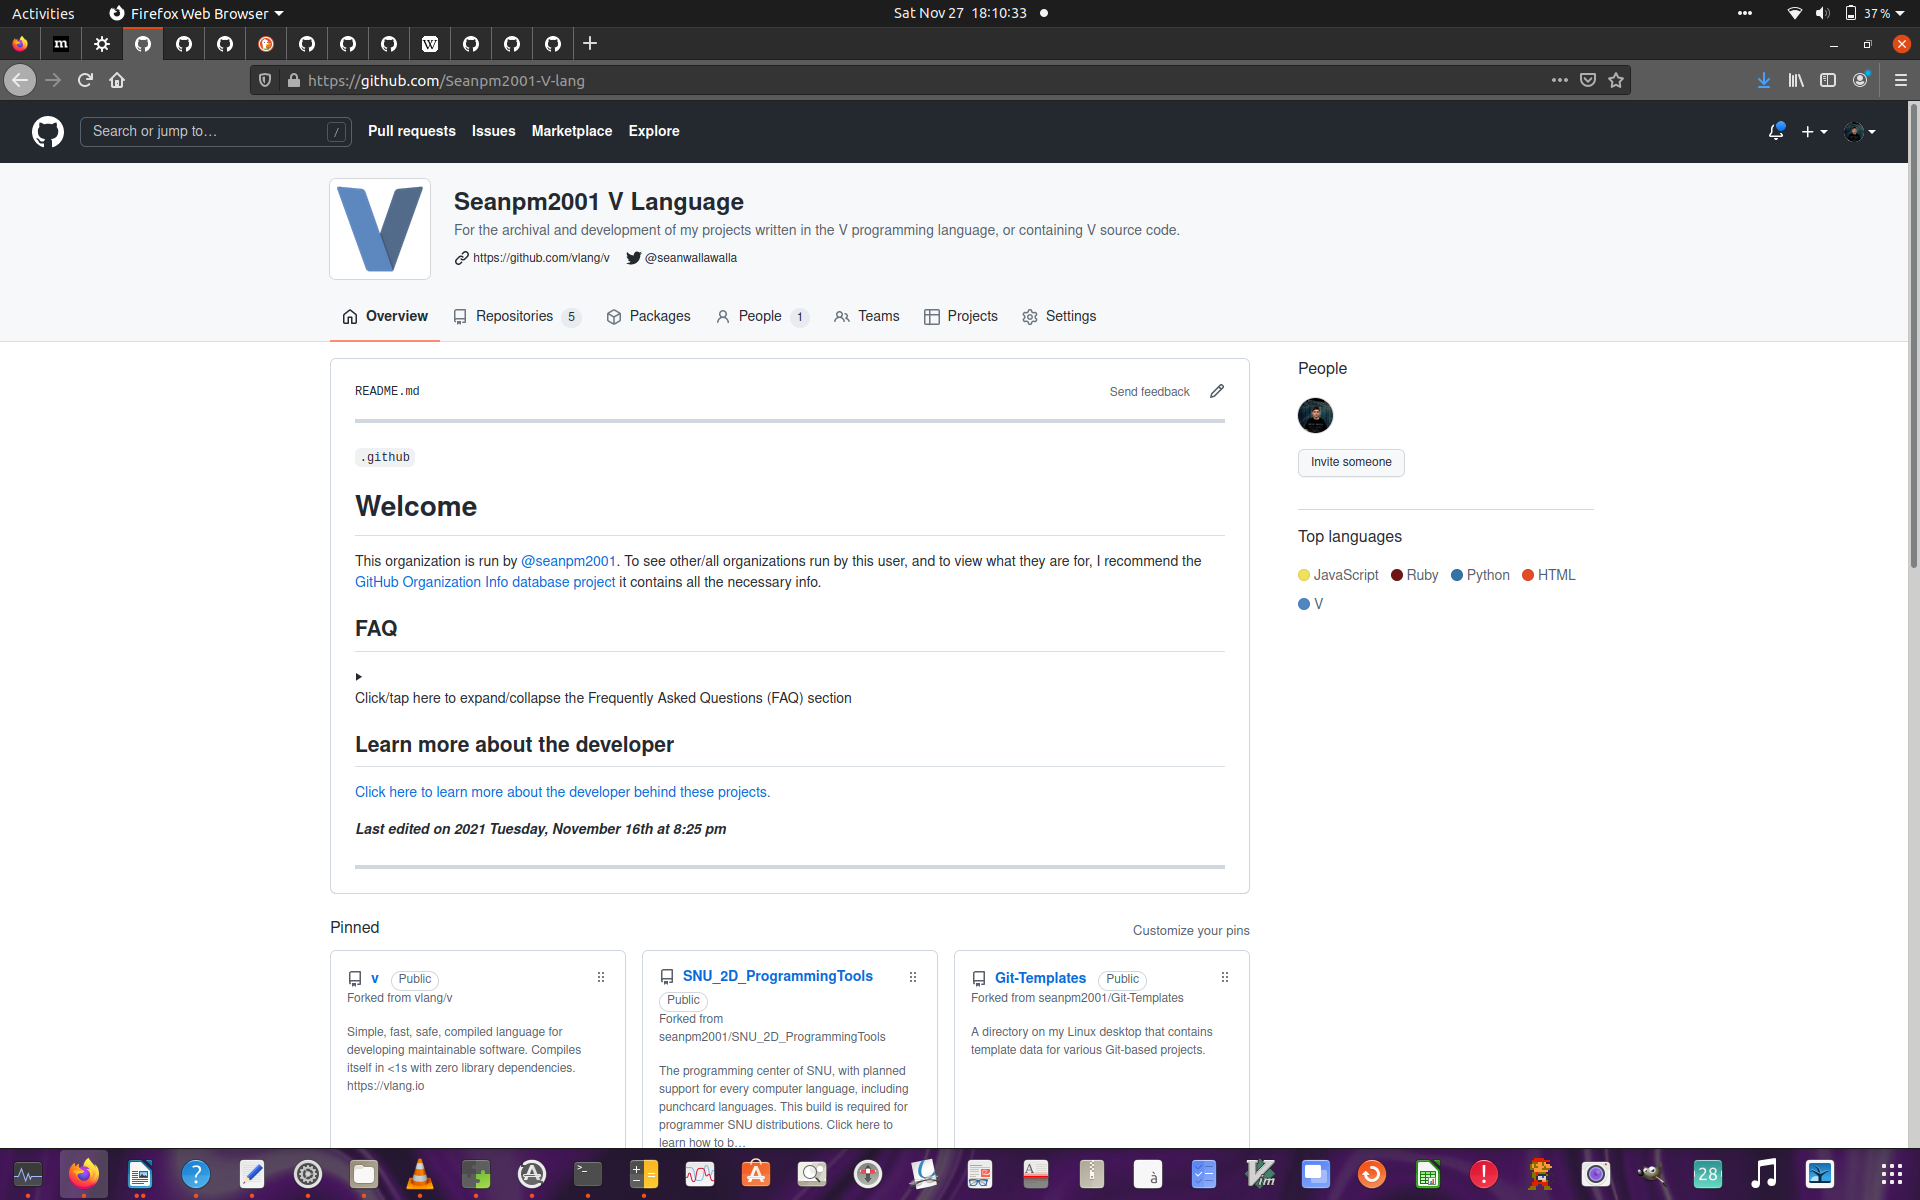 Activities
Firefox Web Browser
Sat Nov 27 18:10:33
37 %
https://github.com/Seanpm2001-V-lang
Search or jump to…
/
Pull requests
Issues
Marketplace
Explore
Seanpm2001 V Language
For the archival and development of my projects written in the V programming language, or containing V source code.
https://github.com/vlang/v
@seanwallawalla
Overview
Repositories 5
Packages
People 1
Teams
Projects
Settings
README.md
Send feedback
.github
Welcome
This organization is run by @seanpm2001. To see other/all organizations run by this user, and to view what they are for, I recommend the
GitHub Organization Info database project it contains all the necessary info.
FAQ
Click/tap here to expand/collapse the Frequently Asked Questions (FAQ) section
Learn more about the developer
Click here to learn more about the developer behind these projects.
Last edited on 2021 Tuesday, November 16th at 8:25 pm
People
Invite someone
Top languages
JavaScript Ruby Python HTML
V
Pinned
Customize your pins
v Public
Forked from vlang/v
Simple, fast, safe, compiled language for
developing maintainable software. Compiles
itself in <1s with zero library dependencies.
https://vlang.io
SNU_2D_ProgrammingTools
Public
Forked from
seanpm2001/SNU_2D_ProgrammingTools
The programming center of SNU, with planned
support for every computer language, including
punchcard languages. This build is required for
programmer SNU distributions. Click here to
learn how to b…
Git-Templates Public
Forked from seanpm2001/Git-Templates
A directory on my Linux desktop that contains
template data for various Git-based projects.
28